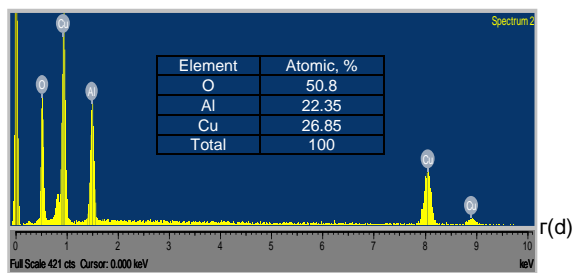 Spectrum 2
Cu
O
Al
Cu
Cu
Element Atomic, %
O 50.8
Al 22.35
Cu 26.85
Total 100
г(d)
0 1 2 3 4 5 6 7 8 9 10
Full Scale 421 cts Cursor: 0.000 keV keV